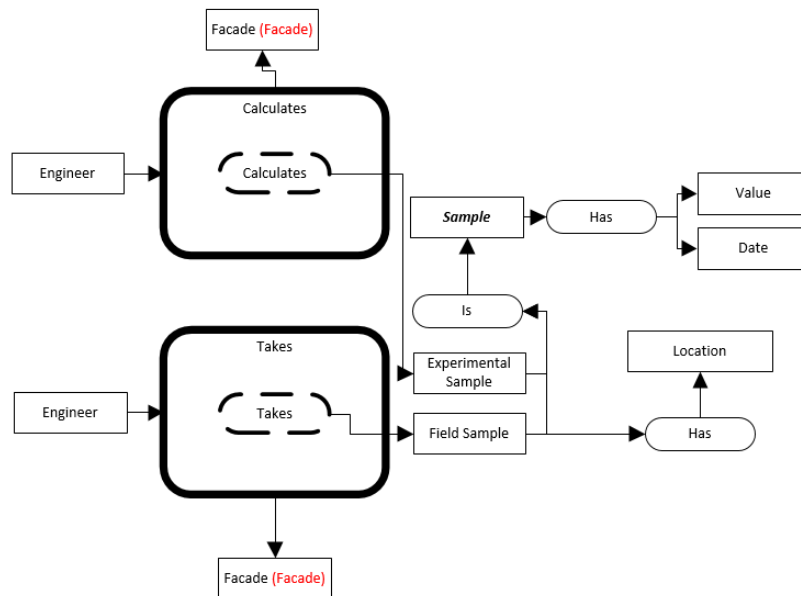 Facade (Facade)
Calculates
Engineer
Calculates
Sample
Has
Value
Date
Is
Takes
Experimental
Sample
Location
Engineer
Takes
Field Sample
Has
Facade (Facade)